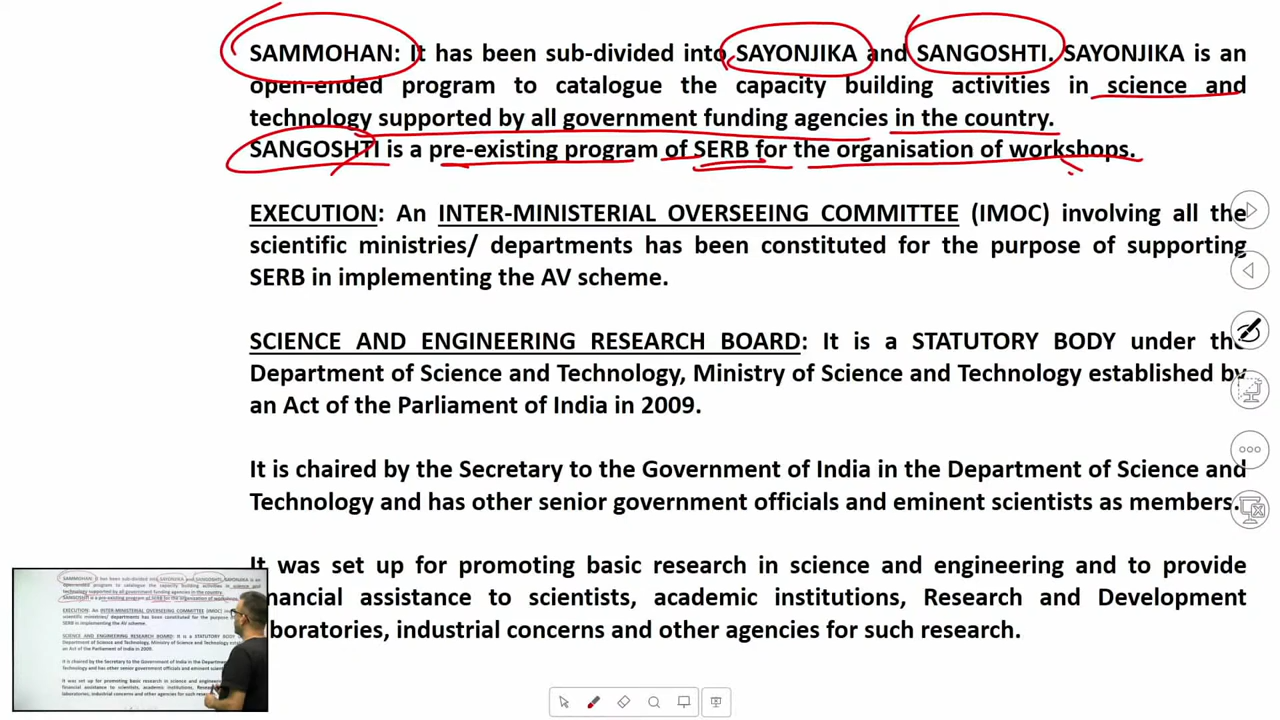 SAMMOHAN: It has been sub-divided into SAYONJIKA and SANGOSHTI. SAYONJIKA is an
open-ended program to catalogue the capacity building activities in science and
technology supported by all government funding agencies in the country.
SANGOSHTI is a pre-existing program of SERB for the organisation of workshops.
EXECUTION: An INTER-MINISTERIAL OVERSEEING COMMITTEE (IMOC) involving all the
scientific ministries/ departments has been constituted for the purpose of supporting
SERB in implementing the AV scheme.
SCIENCE AND ENGINEERING RESEARCH BOARD: It is a STATUTORY BODY under the
Department of Science and Technology, Ministry of Science and Technology established by
an Act of the Parliament of India in 2009.
It is chaired by the Secretary to the Government of India in the Department of Science and
Technology and has other senior government officials and eminent scientists as members.
It was set up for promoting basic research in science and engineering and to provide
financial assistance to scientists, academic institutions, Research and Development
laboratories, industrial concerns and other agencies for such research.